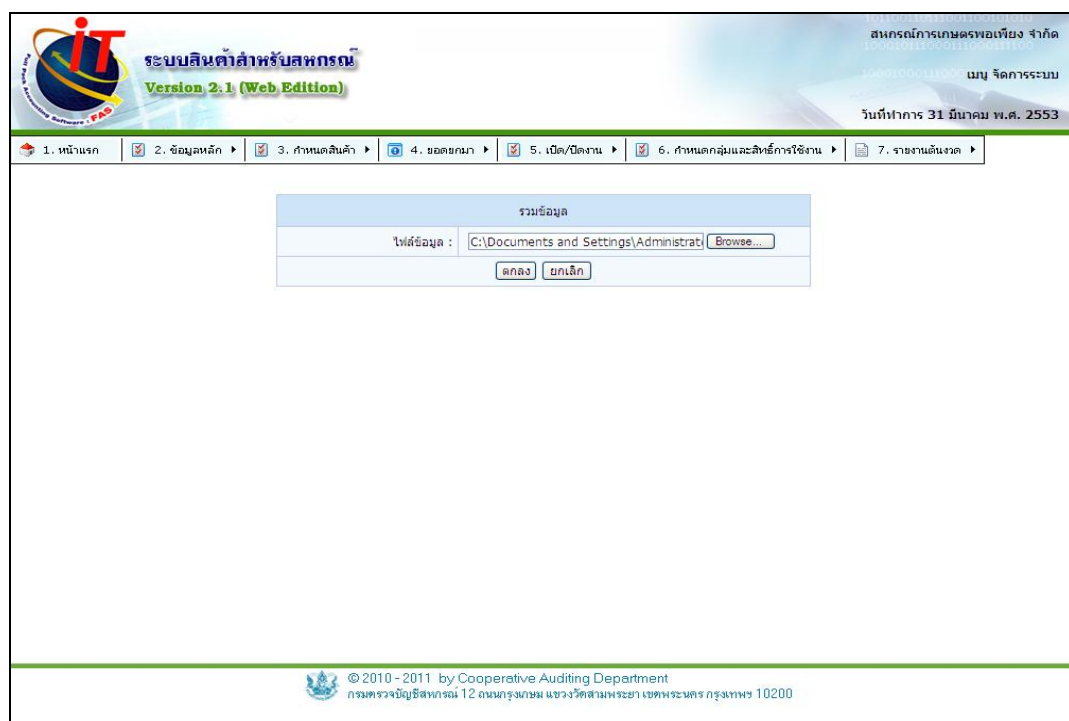 สหกรณ์การเกษตรพอเพียง จำกัด
iT
Full Pack Accounting Software : FAS
ระบบสินค้าสำหรับสหกรณ์
Version 2.1 (Web Edition)
เมนู จัดการระบบ
วันที่ทำการ 31 มีนาคม พ.ศ. 2553
1. หน้าแรก 2. ข้อมูลหลัก 3. กำหนดสินค้า 4. ยอดยกมา 5. เปิด/ปิดงาน 6. กำหนดกลุ่มและสิทธิ์การใช้งาน 7. รายงานต้นงวด
รวมข้อมูล
ไฟล์ข้อมูล : C:\Documents and Settings\Administrat Browse...
ตกลง ยกเลิก
© 2010 - 2011 by Cooperative Auditing Department
กรมตรวจบัญชีสหกรณ์ 12 ถนนกรุงเกษม แขวงวัดสามพระยา เขตพระนคร กรุงเทพฯ 10200